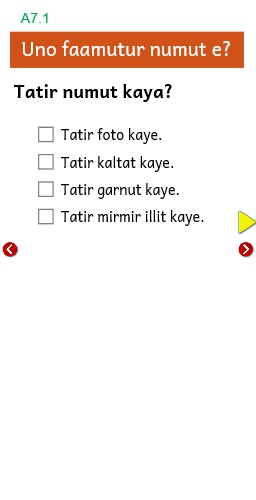 A7.1
Uno faamutur numut e?
Tatir numut kaya?
Tatir foto kaye.
Tatir kaltat kaye.
Tatir garnut kaye.
Tatir mirmir illit kaye.